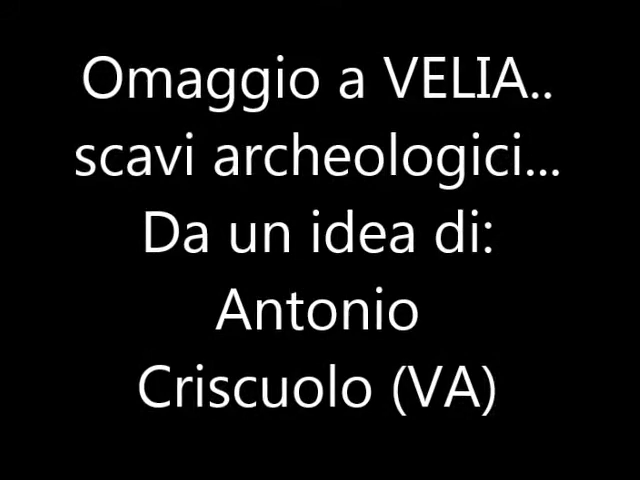 Omaggio a VELIA..
scavi archeologici...
Da un idea di:
Antonio
Criscuolo (VA)